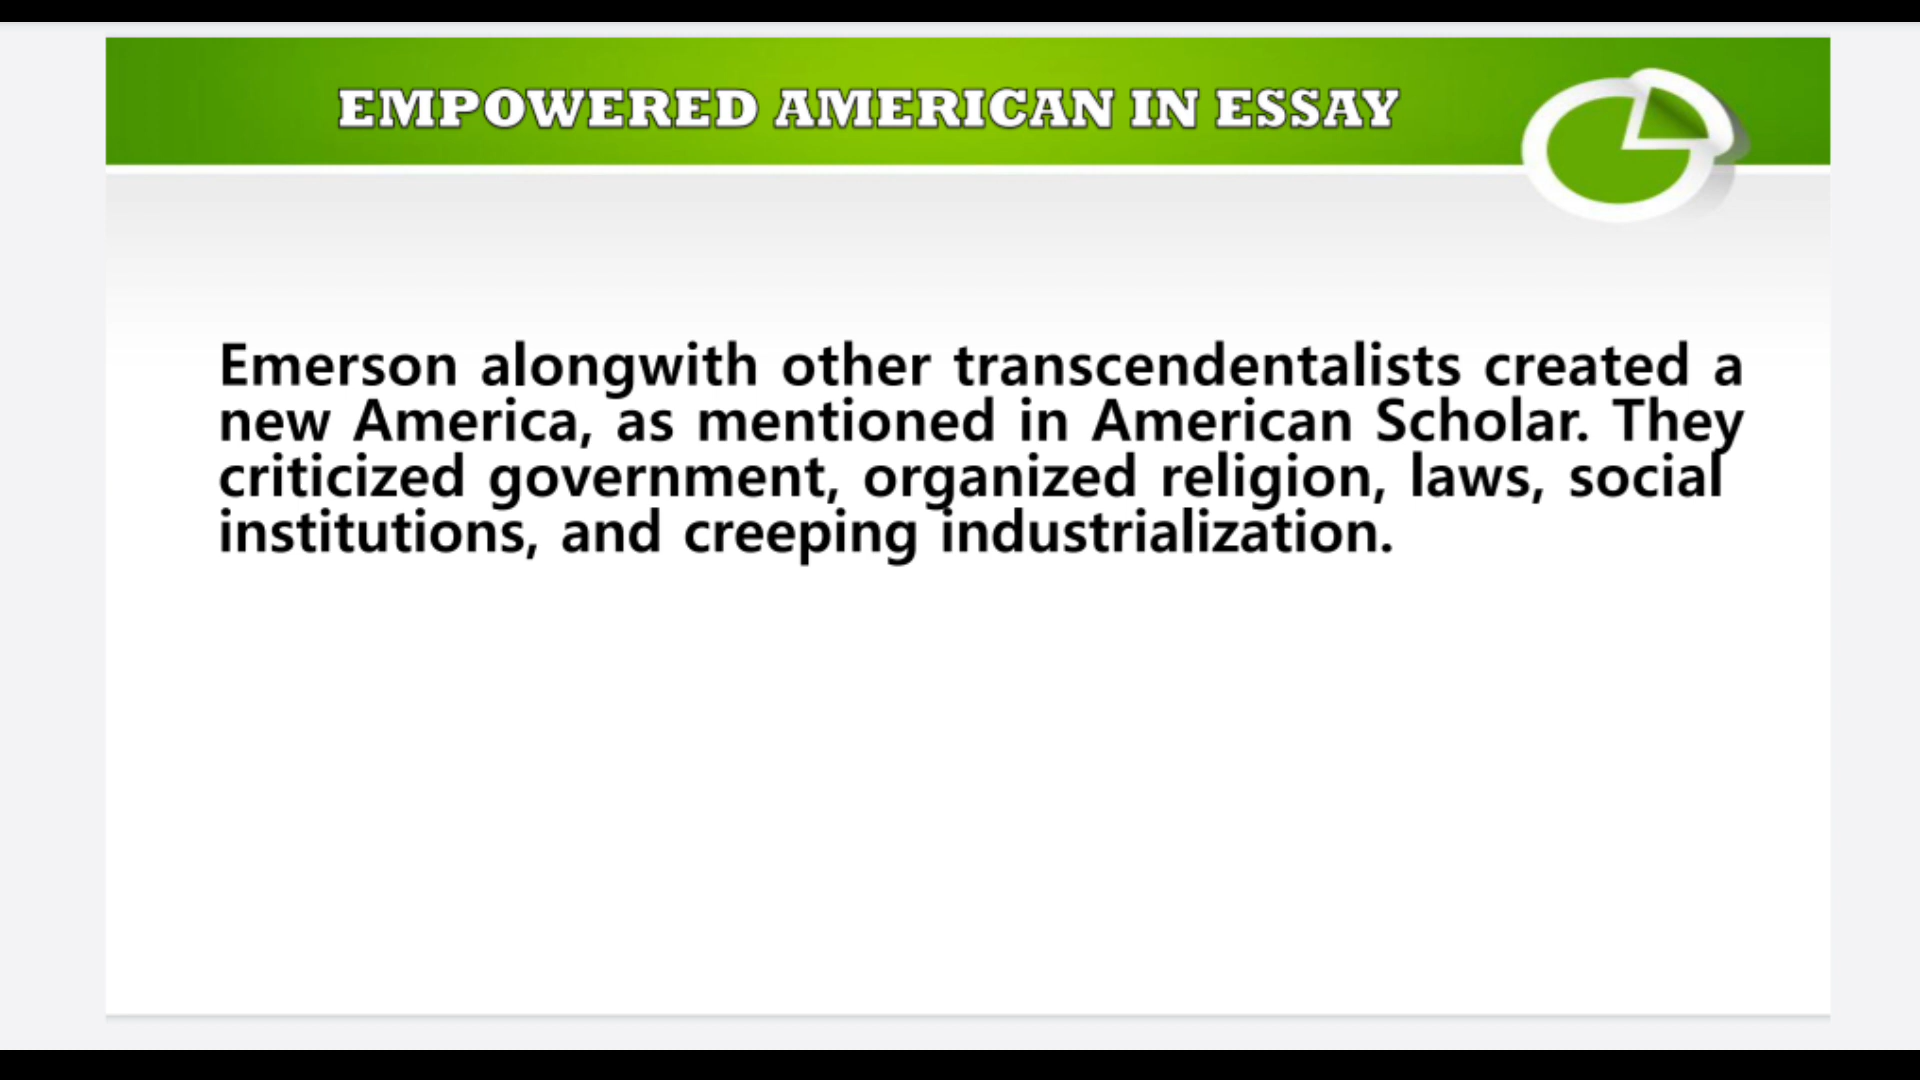 EMPOWERED AMERICAN IN ESSAY
Emerson alongwith other transcendentalists created a
new America, as mentioned in American Scholar. They
criticized government, organized religion, laws, social
institutions, and creeping industrialization.